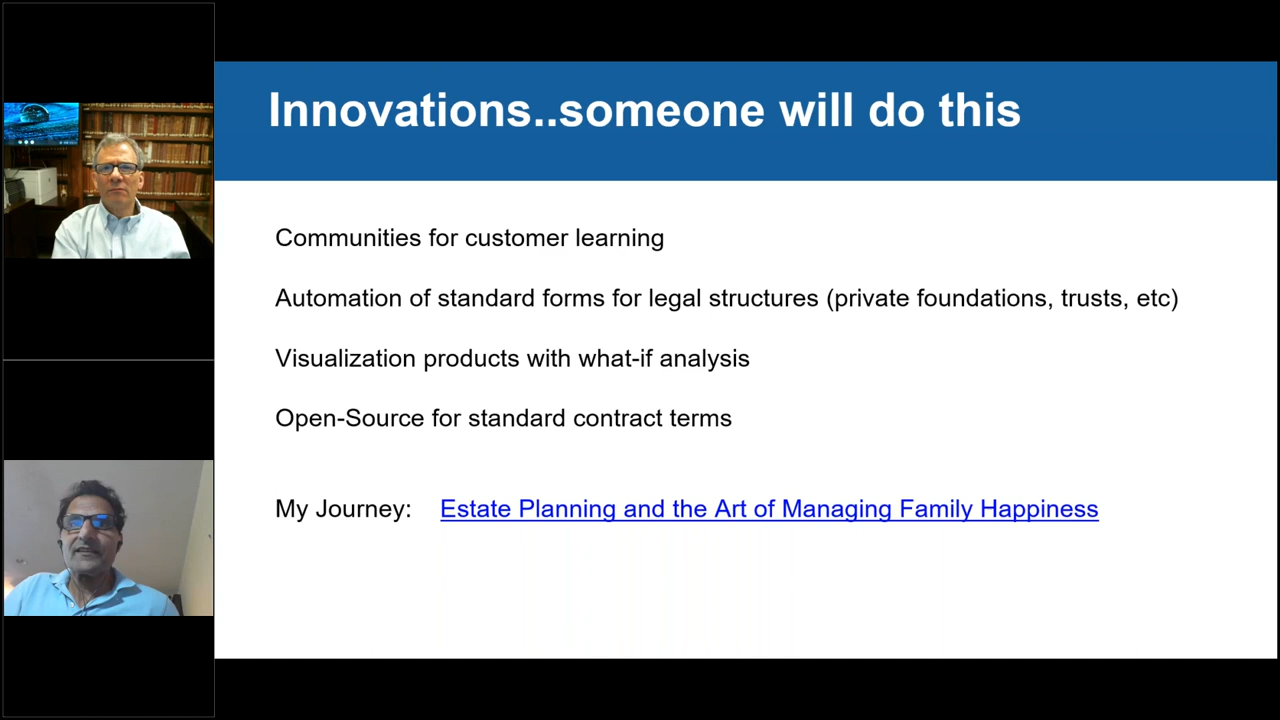 Innovations..someone will do this
Communities for customer learning
Automation of standard forms for legal structures (private foundations, trusts, etc)
Visualization products with what-if analysis
Open-Source for standard contract terms
My Journey: Estate Planning and the Art of Managing Family Happiness